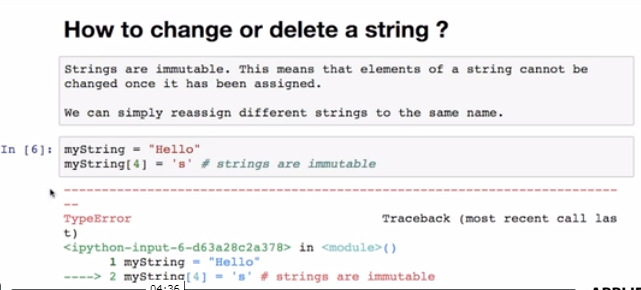 How to change or delete a string ?
Strings are immutable. This means that elements of a string cannot be
changed once it has been assigned.
We can simply reassign different strings to the same name.
In [6]: myString = "Hello"
myString[4] = 's' # strings are immutable
---------------------------------------------------------------------------
--
TypeError Traceback (most recent call las
t)
<ipython-input-6-d63a28c2a378> in <module>()
1 myString = "Hello"
----> 2 myString[4] = 's' # strings are immutable
04:36